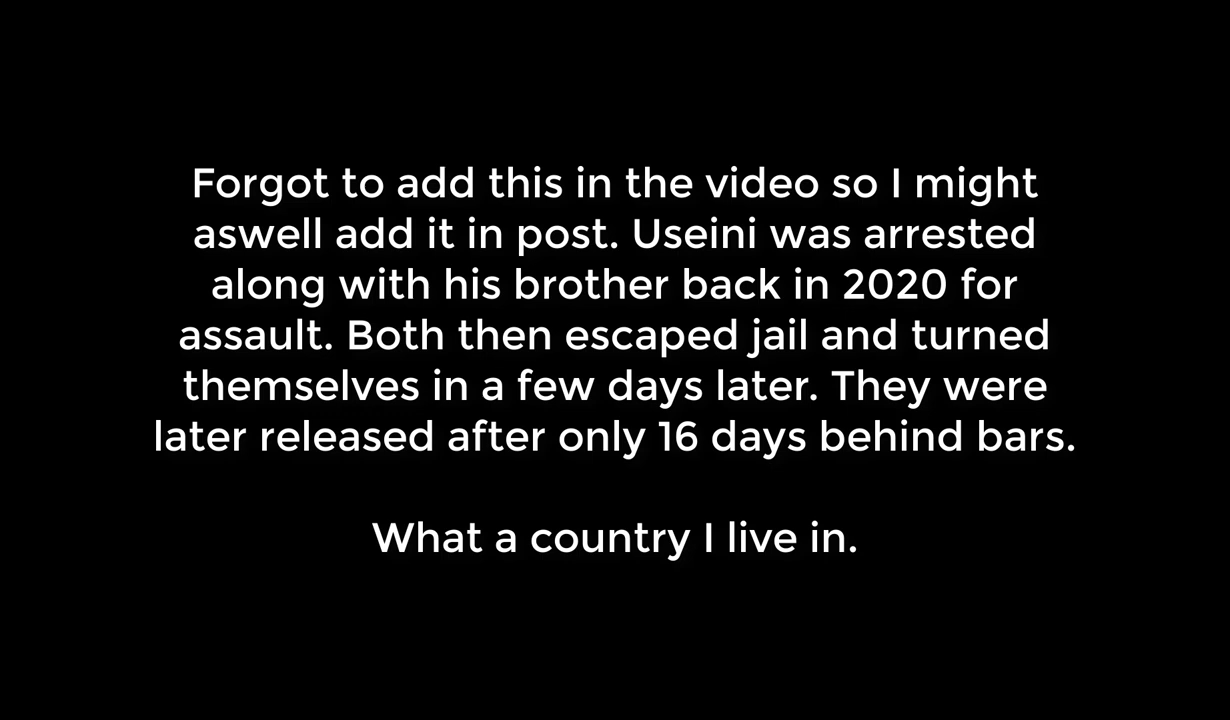 Forgot to add this in the video so I might
aswell add it in post. Useini was arrested
along with his brother back in 2020 for
assault. Both then escaped jail and turned
themselves in a few days later. They were
later released after only 16 days behind bars.
What a country I live in.